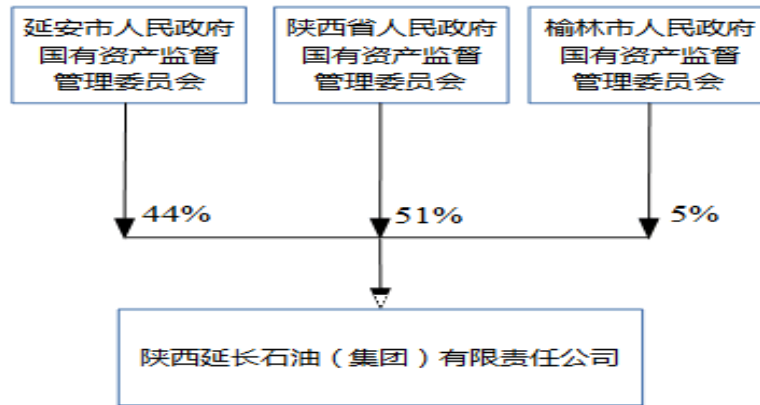 延安市人民政府
国有资产监督
管理委员会
陕西省人民政府
国有资产监督
管理委员会
榆林市人民政府
国有资产监督
管理委员会
44%
51%
5%
陕西延长石油（集团）有限责任公司